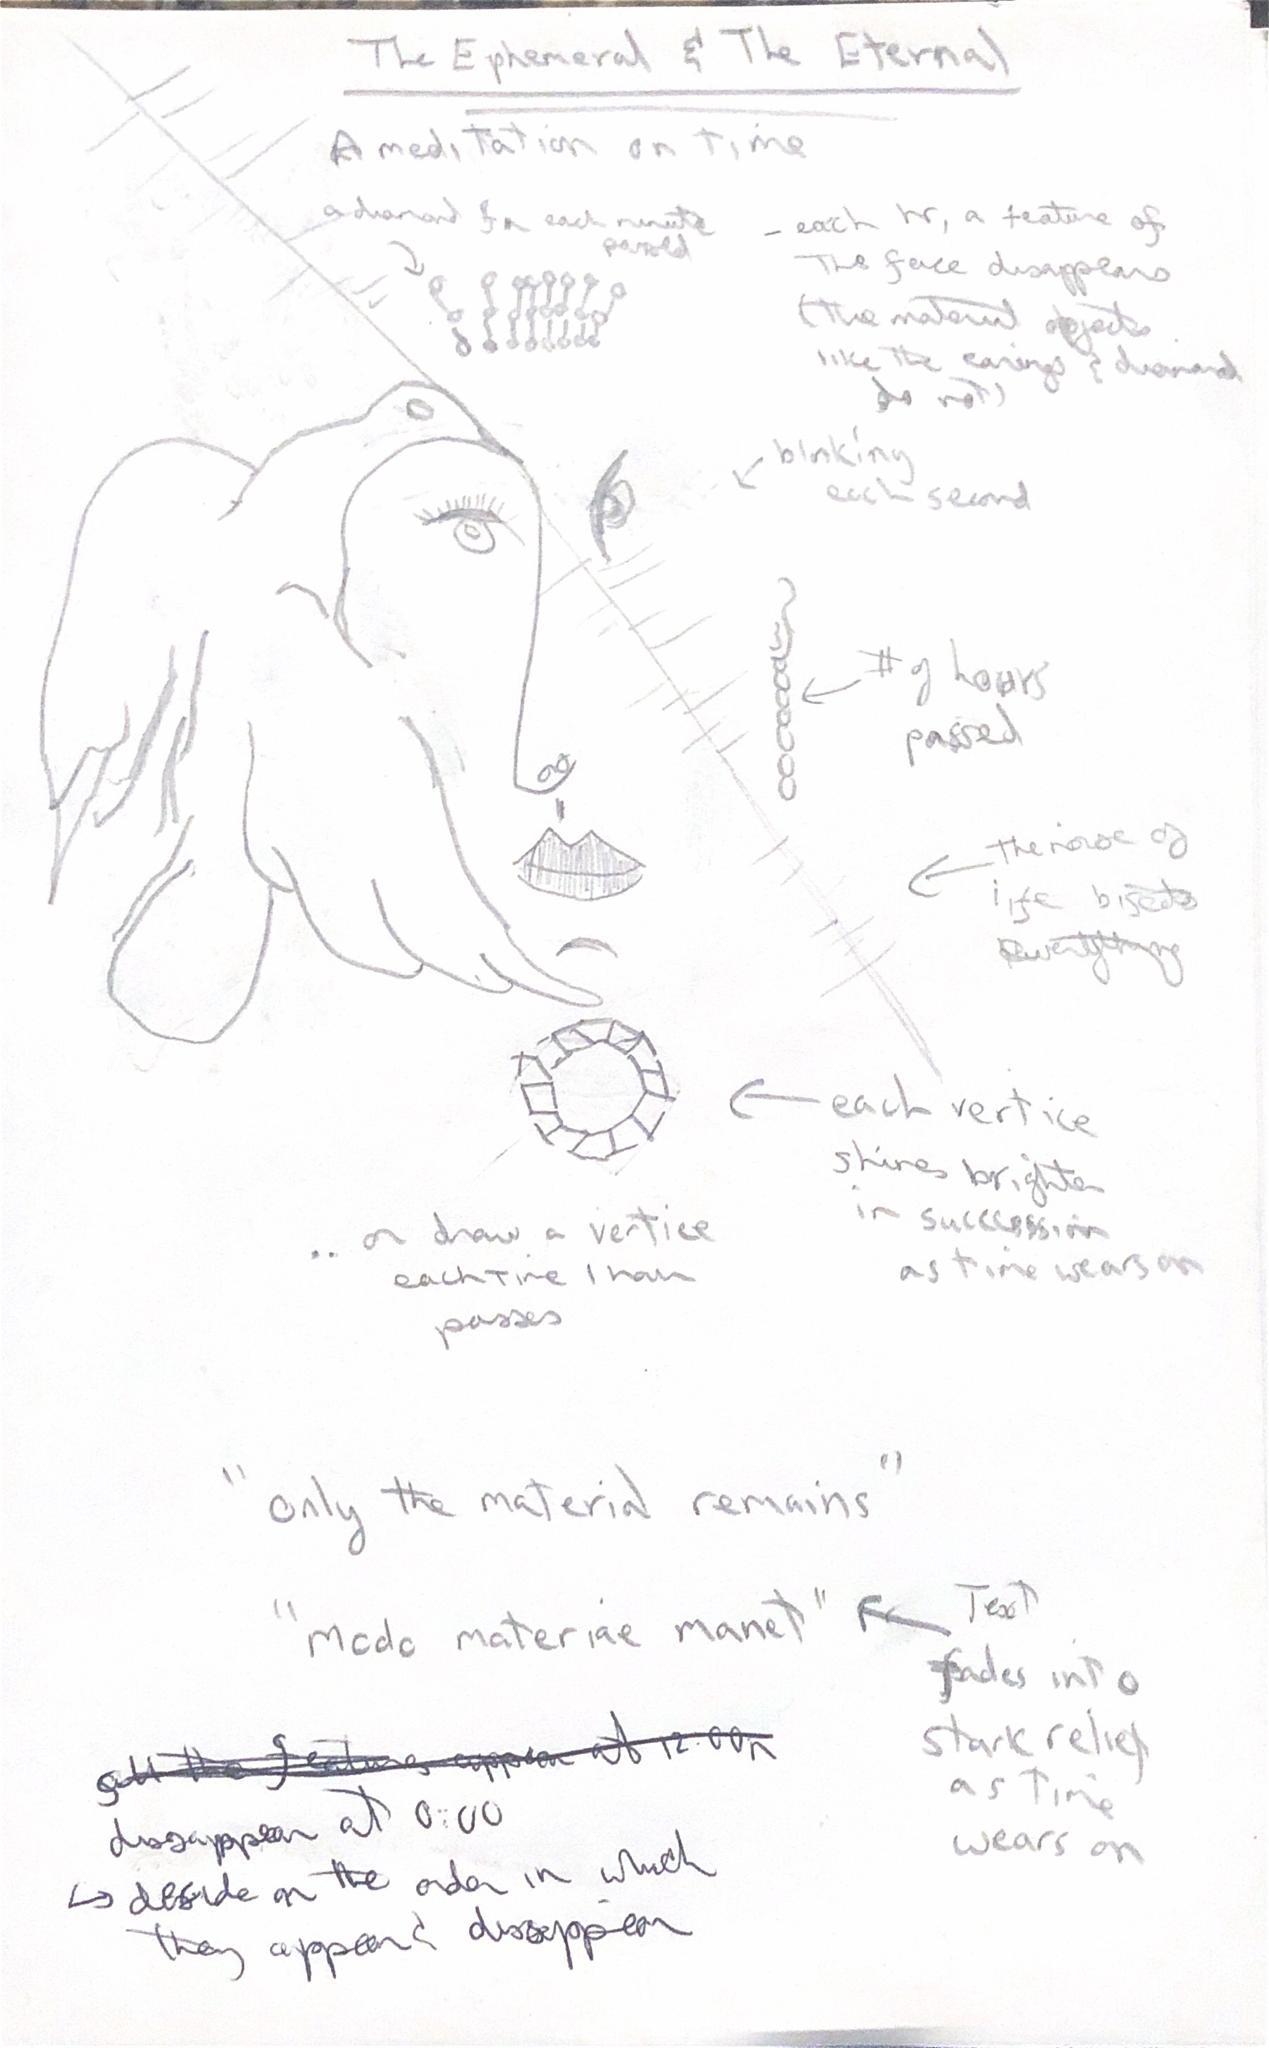 The Ephemeral & The Eternal
A meditation on time
a diamond for each minute
passed
- each hr, a feature of
the face disappears
(the material objects
like the earings & diamond
do not)
blinking
each second
# of hours
passed
the noise of
life bisects
everything
each vertice
shines brighter
in succession
as time wears on
.. or draw a vertice
each time 1 hour
passes
"only the material remains"
"modo materiae manet"
Text
fades into
stark relief
as time
wears on
the features appear at 12:00
disappear at 0:00
↳ decide on the order in which
they appear & disappear